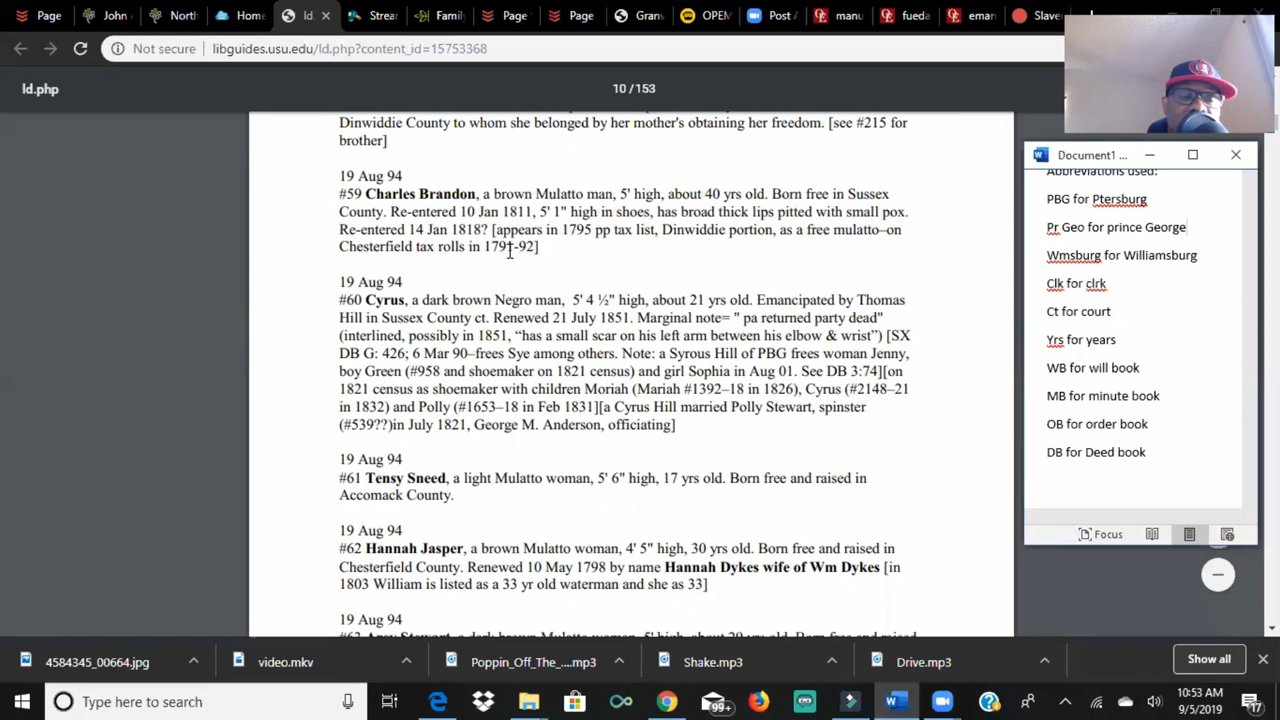 Page
John
North
Home
ld.
Strear
Family
Page
Page
Gran
OPEM
Post A
manu
fueda
eman
Slave
Not secure
libguides.usu.edu/ld.php?content_id=15753368
ld.php
10 / 153
Dinwiddie County to whom she belonged by her mother's obtaining her freedom. [see #215 for
brother]
19 Aug 94
#59 Charles Brandon, a brown Mulatto man, 5' high, about 40 yrs old. Born free in Sussex
County. Re-entered 10 Jan 1811, 5' 1" high in shoes, has broad thick lips pitted with small pox.
Re-entered 14 Jan 1818? [appears in 1795 pp tax list, Dinwiddie portion, as a free mulatto–on
Chesterfield tax rolls in 1791-92]
19 Aug 94
#60 Cyrus, a dark brown Negro man, 5' 4 ½" high, about 21 yrs old. Emancipated by Thomas
Hill in Sussex County ct. Renewed 21 July 1851. Marginal note= " pa returned party dead"
(interlined, possibly in 1851, “has a small scar on his left arm between his elbow & wrist”) [SX
DB G: 426; 6 Mar 90–frees Sye among others. Note: a Syrous Hill of PBG frees woman Jenny,
boy Green (#958 and shoemaker on 1821 census) and girl Sophia in Aug 01. See DB 3:74][on
1821 census as shoemaker with children Moriah (Mariah #1392–18 in 1826), Cyrus (#2148–21
in 1832) and Polly (#1653–18 in Feb 1831][a Cyrus Hill married Polly Stewart, spinster
(#539??)in July 1821, George M. Anderson, officiating]
19 Aug 94
#61 Tensy Sneed, a light Mulatto woman, 5' 6" high, 17 yrs old. Born free and raised in
Accomack County.
19 Aug 94
#62 Hannah Jasper, a brown Mulatto woman, 4' 5" high, 30 yrs old. Born free and raised in
Chesterfield County. Renewed 10 May 1798 by name Hannah Dykes wife of Wm Dykes [in
1803 William is listed as a 33 yr old waterman and she as 33]
19 Aug 94
Document1 ...
Abbreviations used:
PBG for Ptersburg
Pr Geo for prince George
Wmsburg for Williamsburg
Clk for clrk
Ct for court
Yrs for years
WB for will book
MB for minute book
OB for order book
DB for Deed book
Focus
4584345_00664.jpg
video.mkv
Poppin_Off_The_....mp3
Shake.mp3
Drive.mp3
Show all
Type here to search
99+
10:53 AM
9/5/2019
17